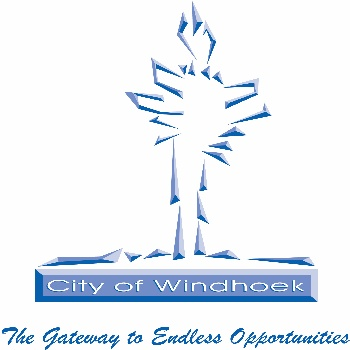 City of Windhoek
The Gateway to Endless Opportunities